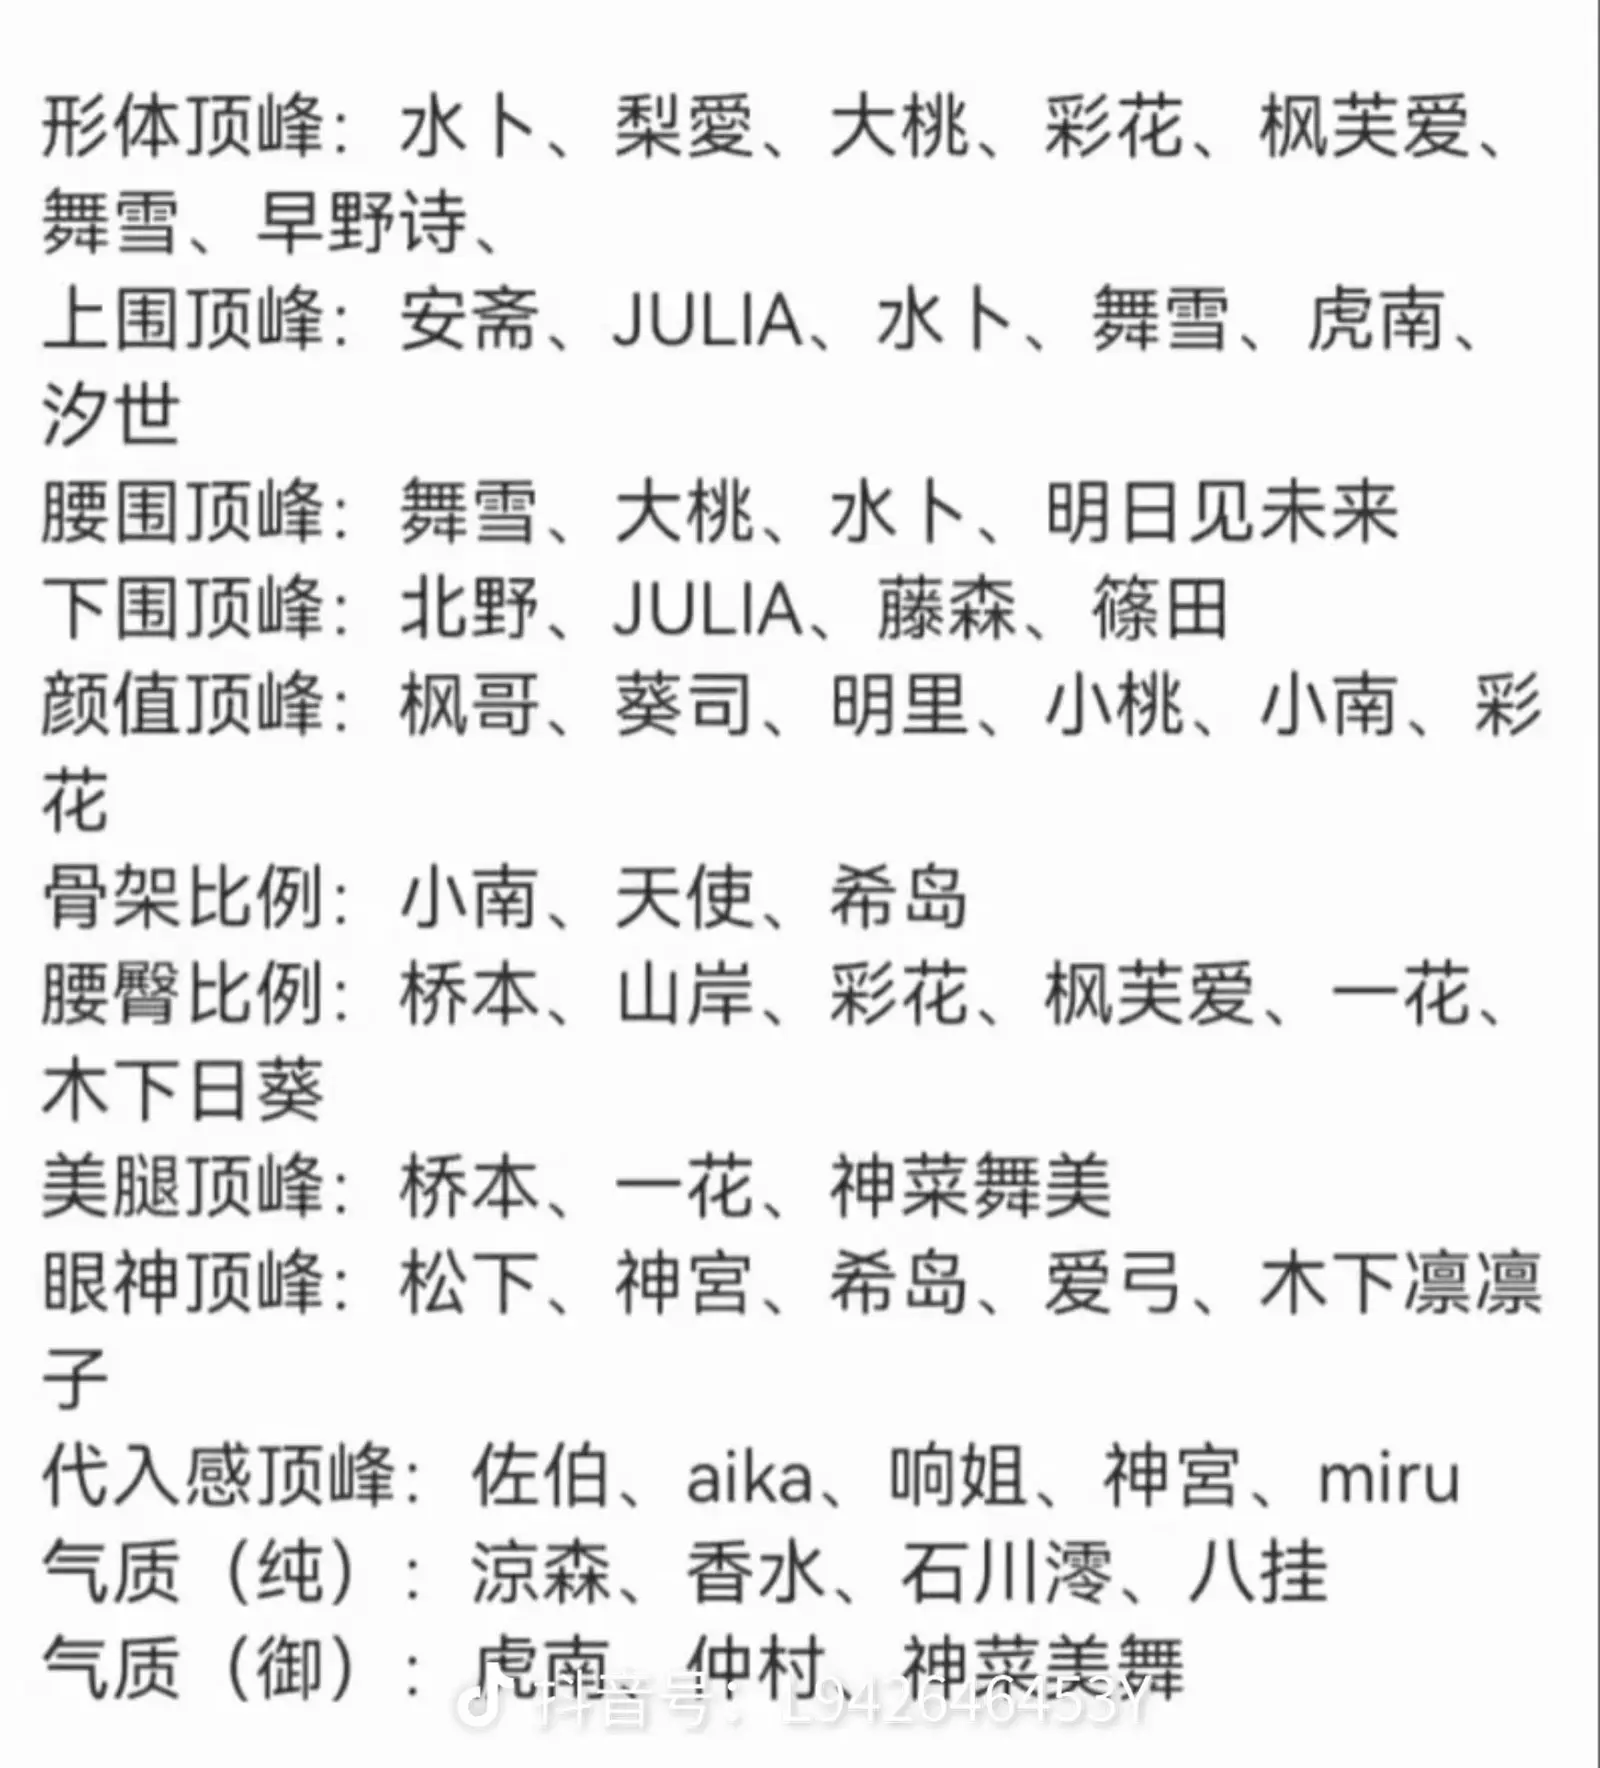 形体顶峰：水卜、梨愛、大桃、彩花、枫芙爱、
舞雪、早野诗、
上围顶峰：安斋、JULIA、水卜、舞雪、虎南、
汐世
腰围顶峰：舞雪、大桃、水卜、明日见未来
下围顶峰：北野、JULIA、藤森、篠田
颜值顶峰：枫哥、葵司、明里、小桃、小南、彩
花
骨架比例：小南、天使、希岛
腰臀比例：桥本、山岸、彩花、枫芙爱、一花、
木下日葵
美腿顶峰：桥本、一花、神菜舞美
眼神顶峰：松下、神宮、希岛、爱弓、木下凛凛
子
代入感顶峰：佐伯、aika、响姐、神宮、miru
气质（纯）：涼森、香水、石川澪、八挂
气质（御）：虎南、仲村、神菜美舞
抖音号：L942646453Y